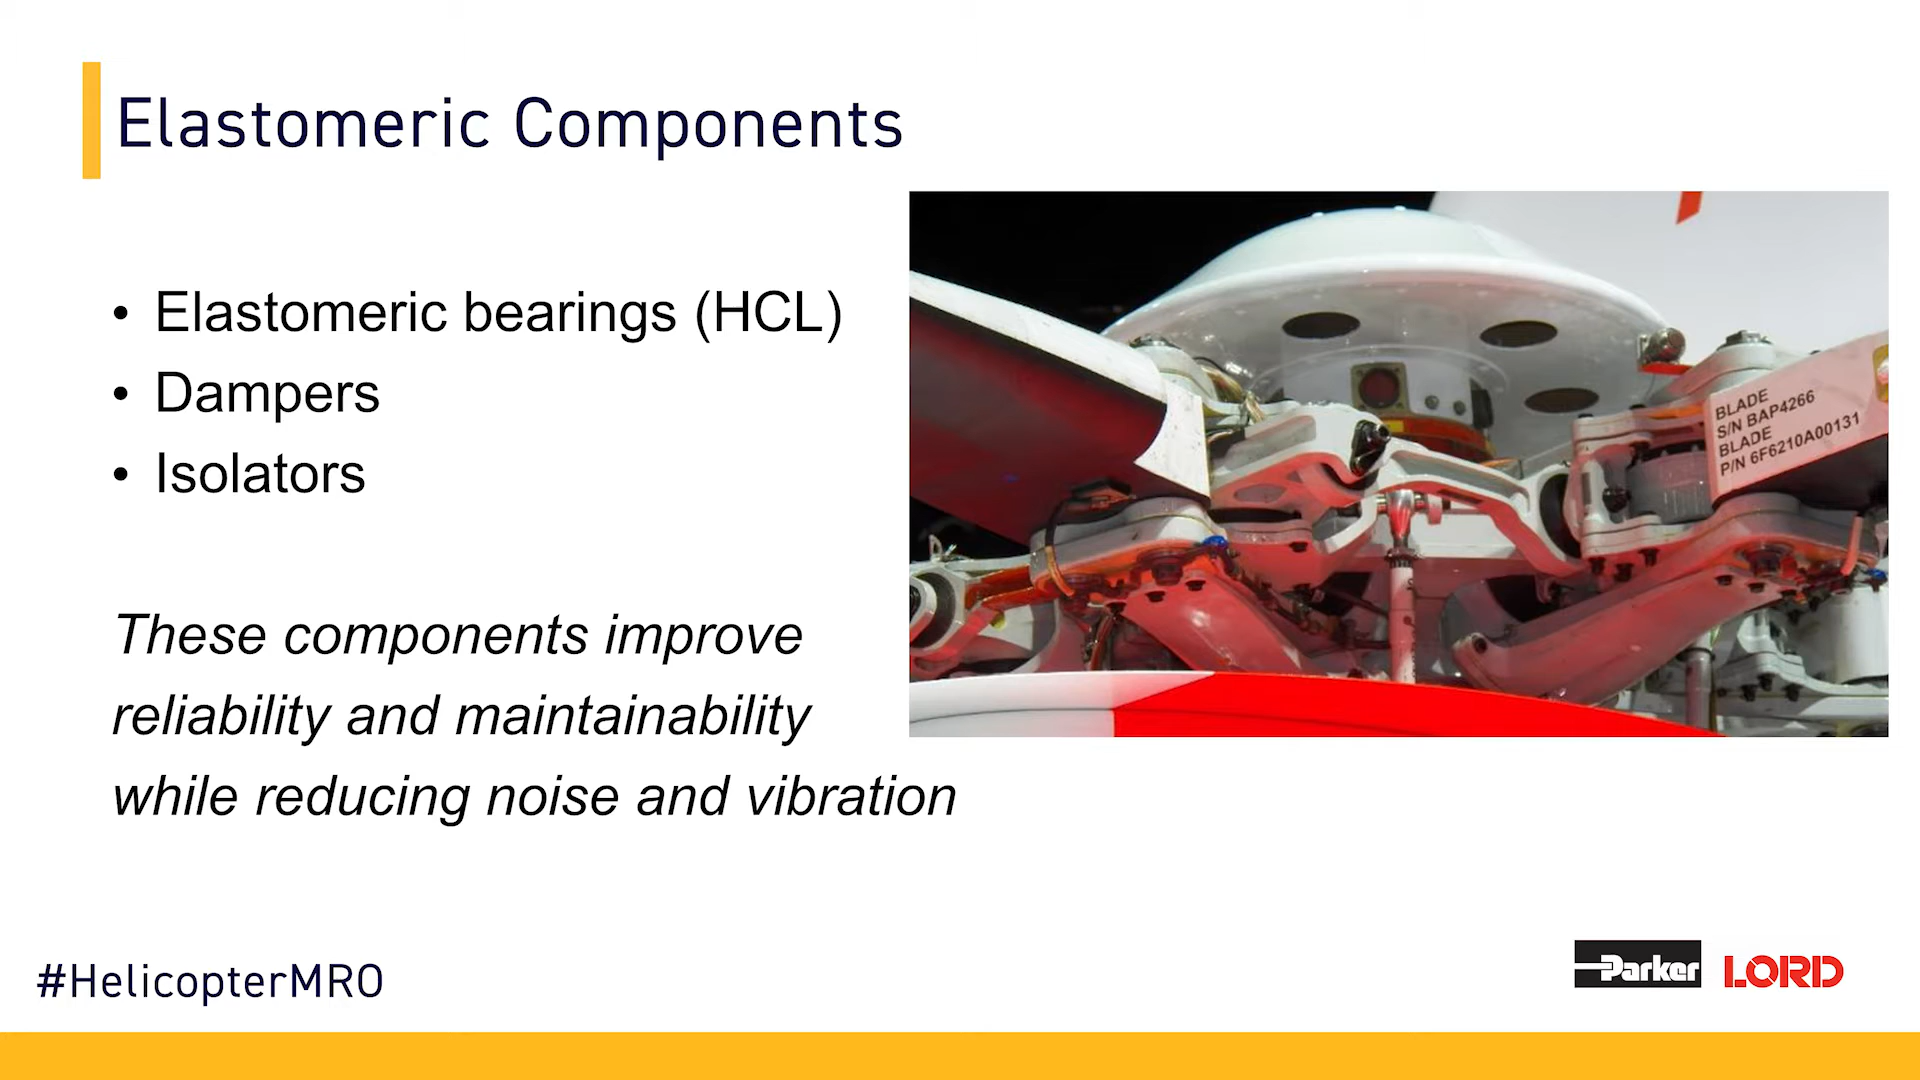 Elastomeric Components
• Elastomeric bearings (HCL)
• Dampers
• Isolators
These components improve
reliability and maintainability
while reducing noise and vibration
BLADE
S/N BAP4266
BLADE
P/N 6F6210A00131
#HelicopterMRO
Parker LORD